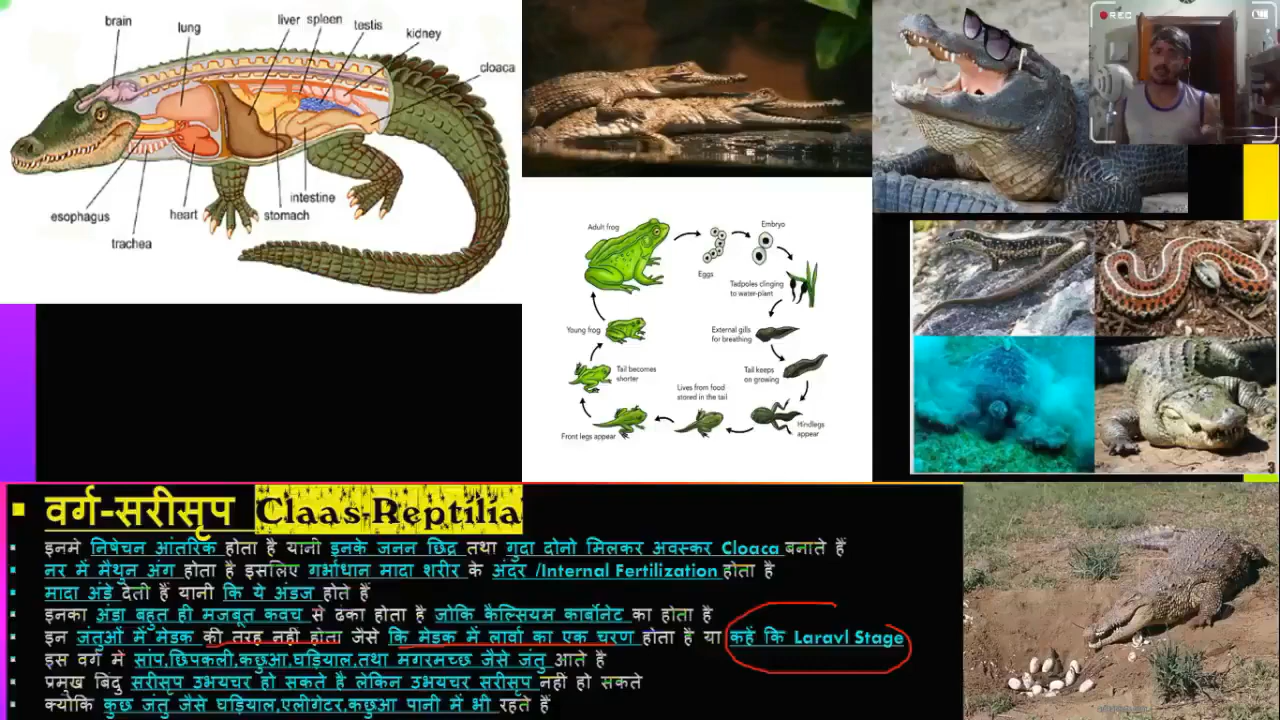 brain
lung
liver
spleen
testis
kidney
cloaca
esophagus
trachea
heart
stomach
intestine
REC
Adult frog
Eggs
Embryo
Tadpoles clinging
to water-plant
External gills
for breathing
Tail keeps
on growing
Hindlegs
appear
Lives from food
stored in the tail
Front legs appear
Tail becomes
shorter
Young frog
3
वर्ग-सरीसृप Claas-Reptilia
इनमे निषेचन आंतरिक होता है यानी इनके जनन छिद्र तथा गुदा दोनो मिलकर अवस्कर Cloaca बनाते हैं
नर में मैथुन अंग होता है इसलिए गर्भाधान मादा शरीर के अंदर /Internal Fertilization होता है
मादा अंडे देती हैं यानी कि ये अंडज होते हैं
इनका अंडा बहुत ही मजबूत कवच से ढंका होता है जोकि कैल्सियम कार्बोनेट का होता है
इन जंतुओं में मेंडक की तरह नही होता जैसे कि मेंडक में लार्वा का एक चरण होता है या कहें कि Laravl Stage
इस वर्ग में सांप,छिपकली,कछुआ,घड़ियाल,तथा मगरमच्छ जैसे जंतु आते है
प्रमुख बिंदु सरीसृप उभयचर हो सकते है लेकिन उभयचर सरीसृप नही हो सकते
क्योकि कुछ जंतु जैसे घड़ियाल,एलीगेटर,कछुआ पानी में भी रहते हैं